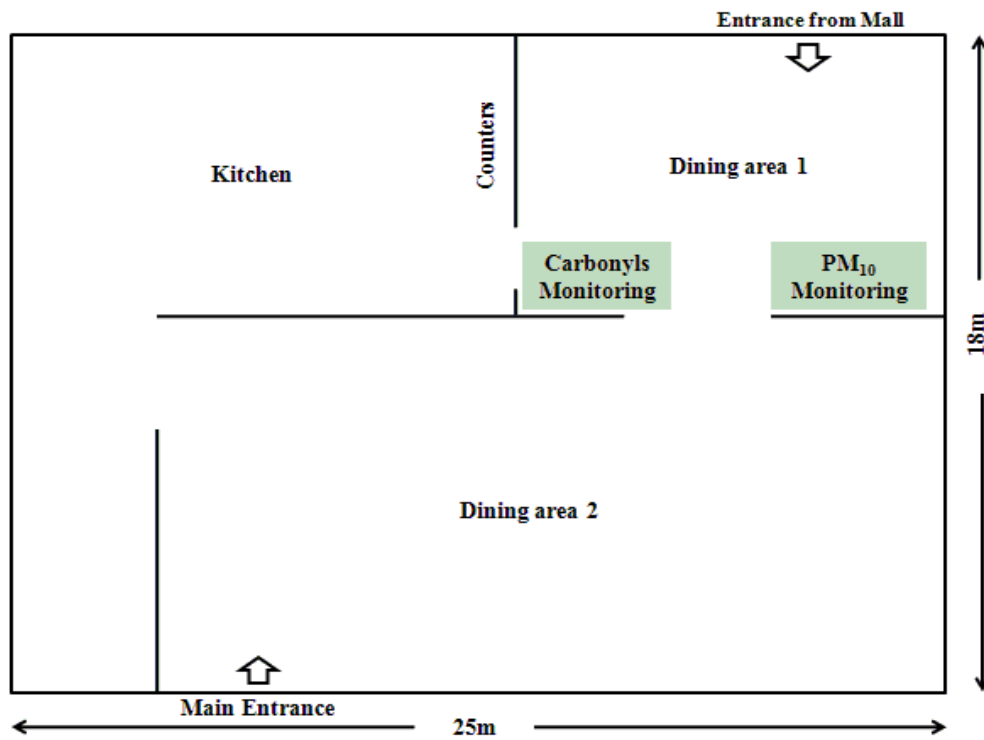 Entrance from Mall
Counters
Kitchen
Dining area 1
Carbonyls
Monitoring
PM₁₀
Monitoring
18m
Dining area 2
Main Entrance
25m